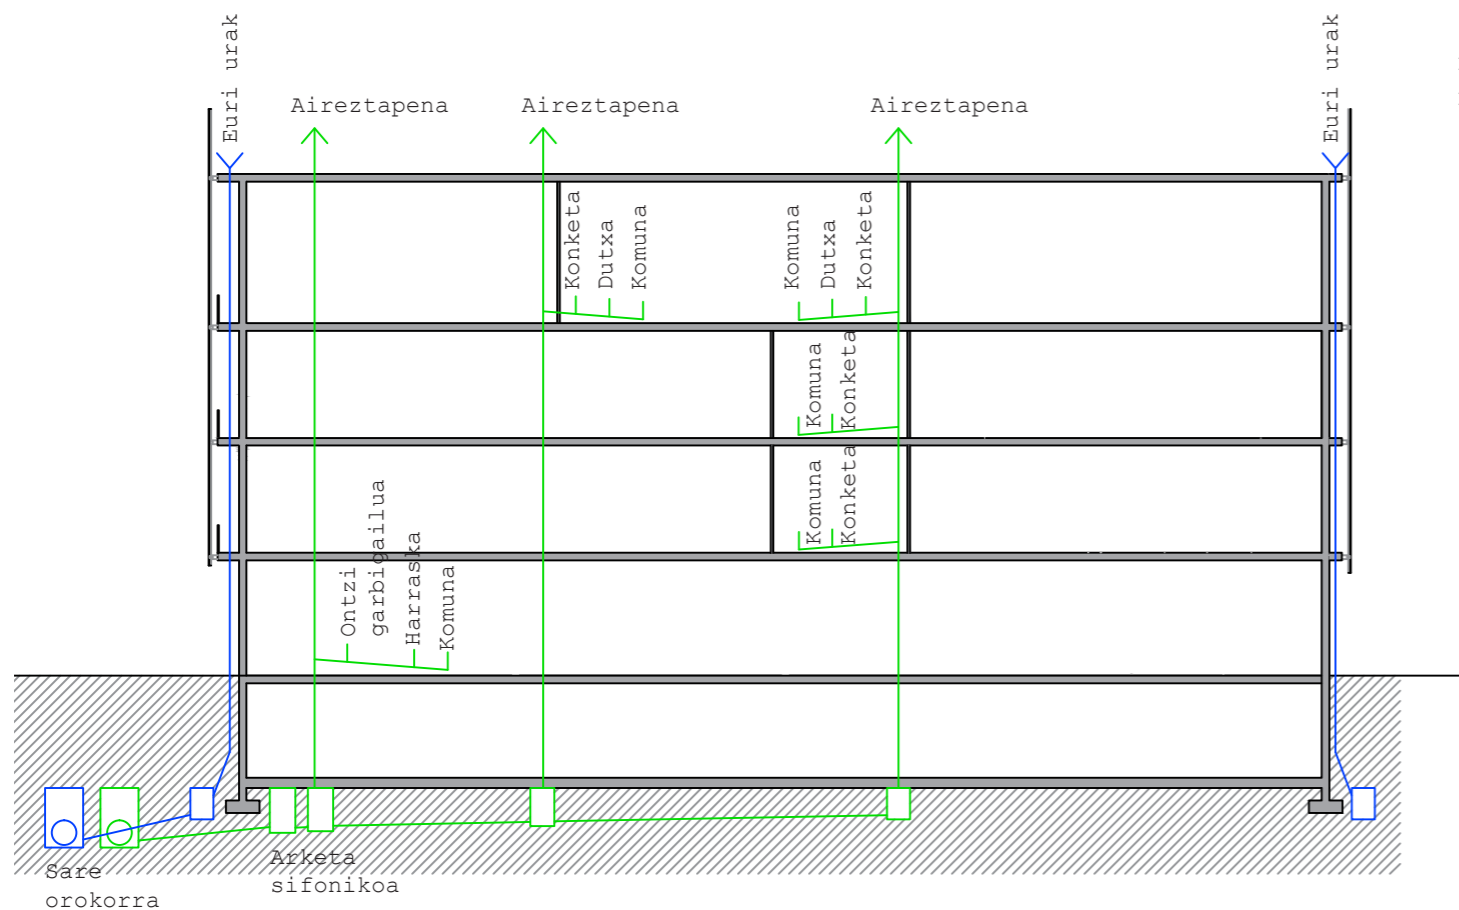 Euri urak
Euri urak
Aireztapena
Aireztapena
Aireztapena
Konketa
Dutxa
Komuna
Komuna
Dutxa
Konketa
Komuna
Konketa
Komuna
Konketa
Ontzi
garbigailua
Harraska
Komuna
Sare
orokorra
Arketa
sifonikoa